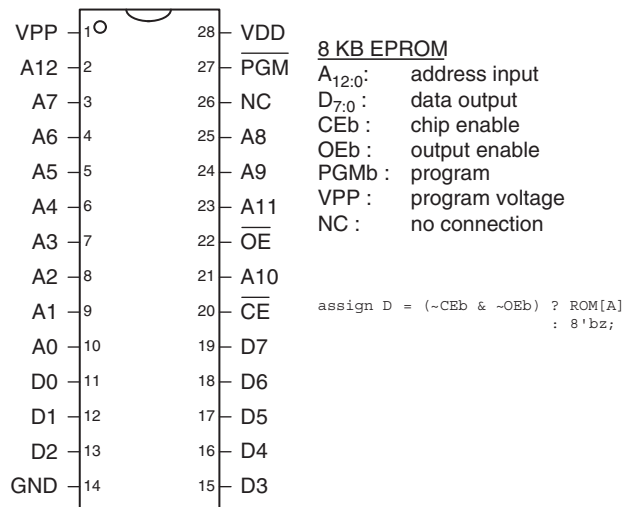 VPP 1 28 VDD
A12 2 27 PGM
A7 3 26 NC
A6 4 25 A8
A5 5 24 A9
A4 6 23 A11
A3 7 22 OE
A2 8 21 A10
A1 9 20 CE
A0 10 19 D7
D0 11 18 D6
D1 12 17 D5
D2 13 16 D4
GND 14 15 D3
8 KB EPROM
A12:0: address input
D7:0 : data output
CEb : chip enable
OEb : output enable
PGMb : program
VPP : program voltage
NC : no connection
assign D = (~CEb & ~OEb) ? ROM[A]
: 8'bz;